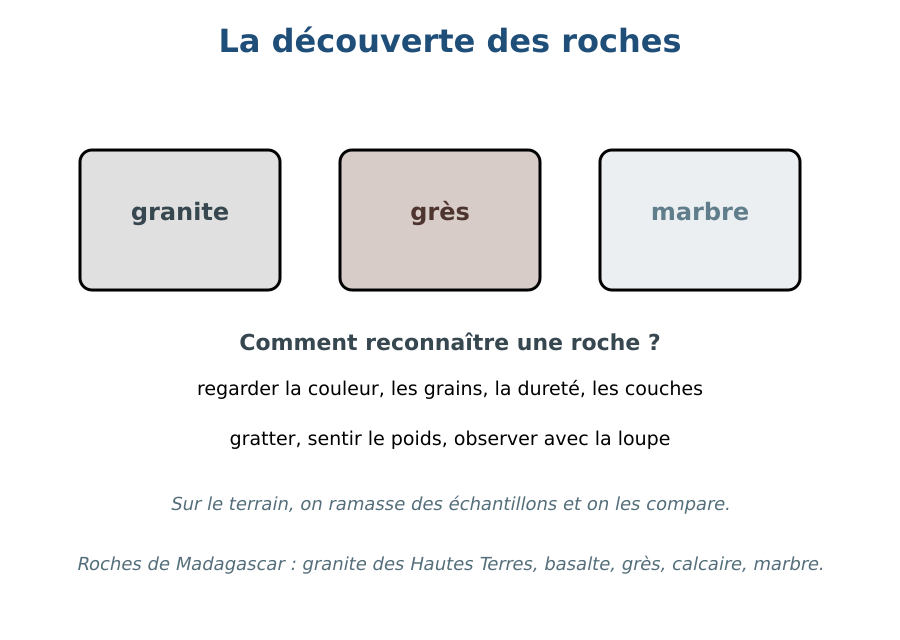 La découverte des roches
granite
grès
marbre
Comment reconnaître une roche ?
regarder la couleur, les grains, la dureté, les couches
gratter, sentir le poids, observer avec la loupe
Sur le terrain, on ramasse des échantillons et on les compare.
Roches de Madagascar : granite des Hautes Terres, basalte, grès, calcaire, marbre.